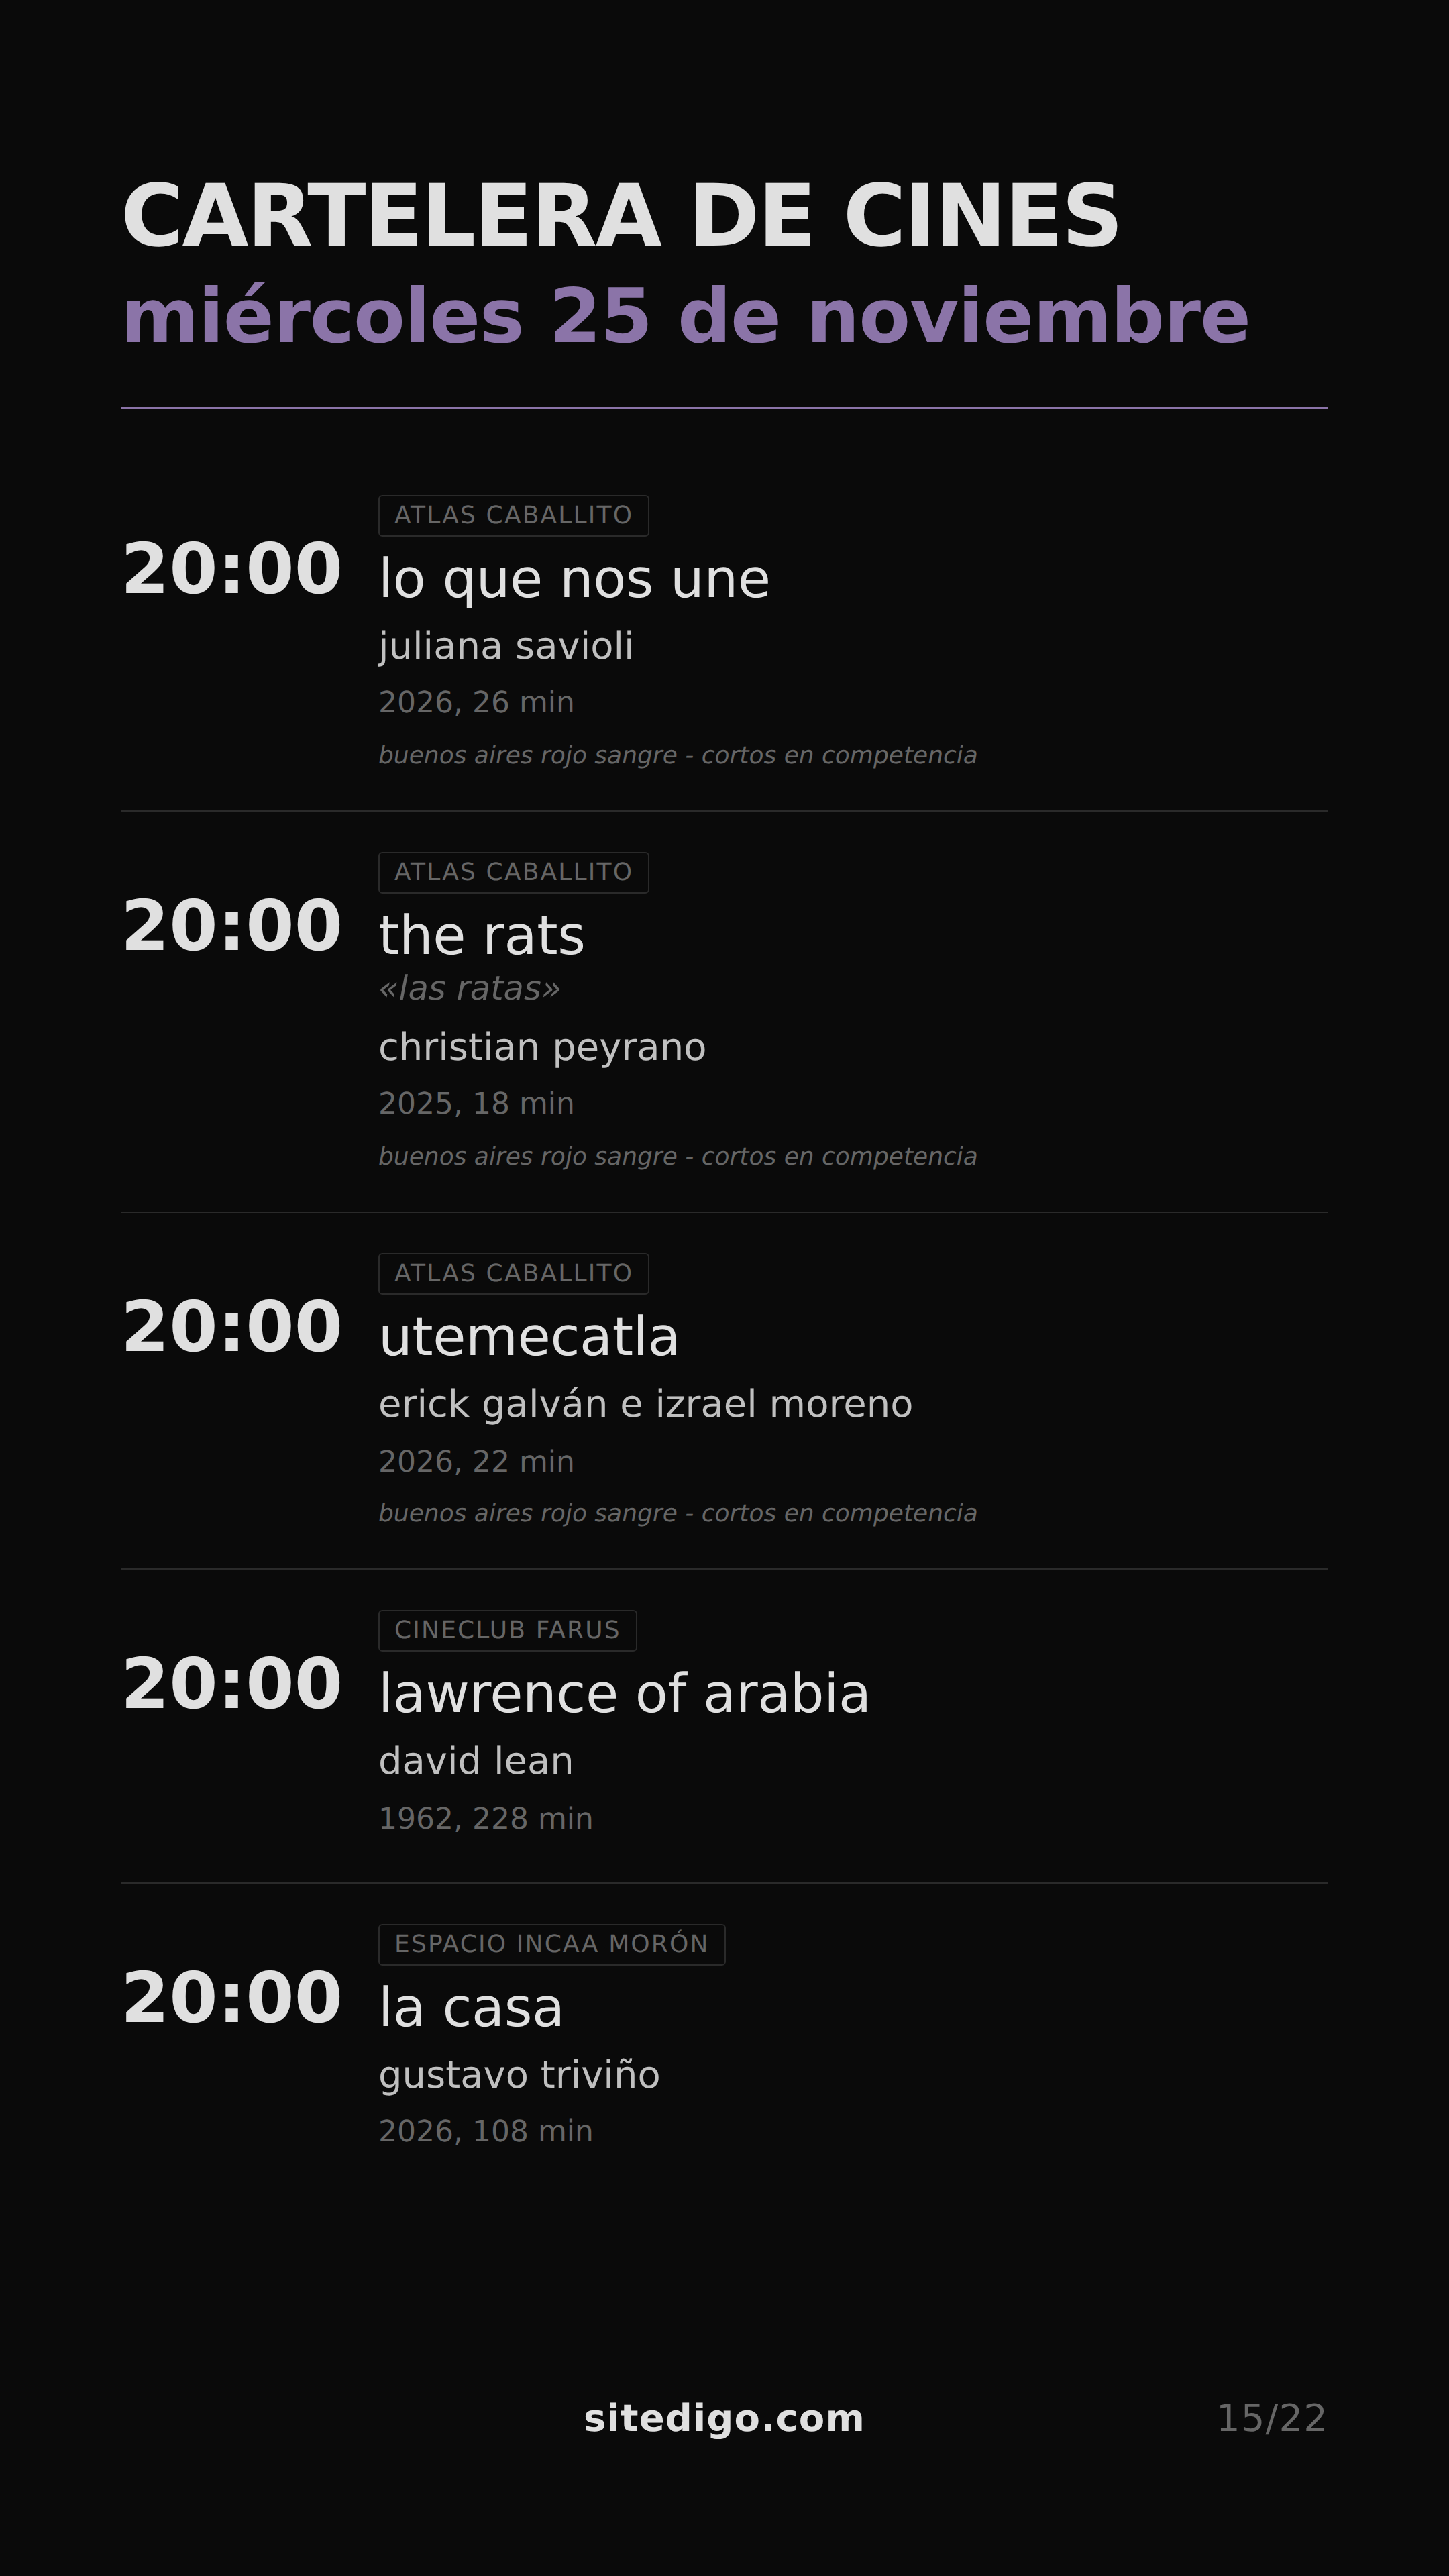 CARTELERA DE CINES
miércoles 25 de noviembre
ATLAS CABALLITO
20:00
lo que nos une
juliana savioli
2026, 26 min
buenos aires rojo sangre - cortos en competencia
ATLAS CABALLITO
20:00
the rats
«las ratas»
christian peyrano
2025, 18 min
buenos aires rojo sangre - cortos en competencia
ATLAS CABALLITO
20:00
utemecatla
erick galván e izrael moreno
2026, 22 min
buenos aires rojo sangre - cortos en competencia
CINECLUB FARUS
20:00
lawrence of arabia
david lean
1962, 228 min
ESPACIO INCAA MORÓN
20:00
la casa
gustavo triviño
2026, 108 min
sitedigo.com
15/22